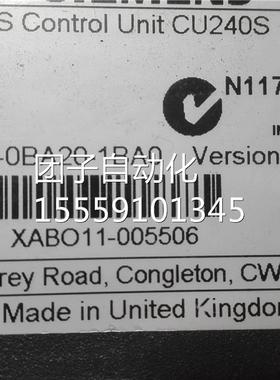 S Control Unit CU240S
N117
-0BA20-1BA0 Version
团子自动化
15559101345
XABO11-005506
rey Road, Congleton, CW
Made in United Kingdo